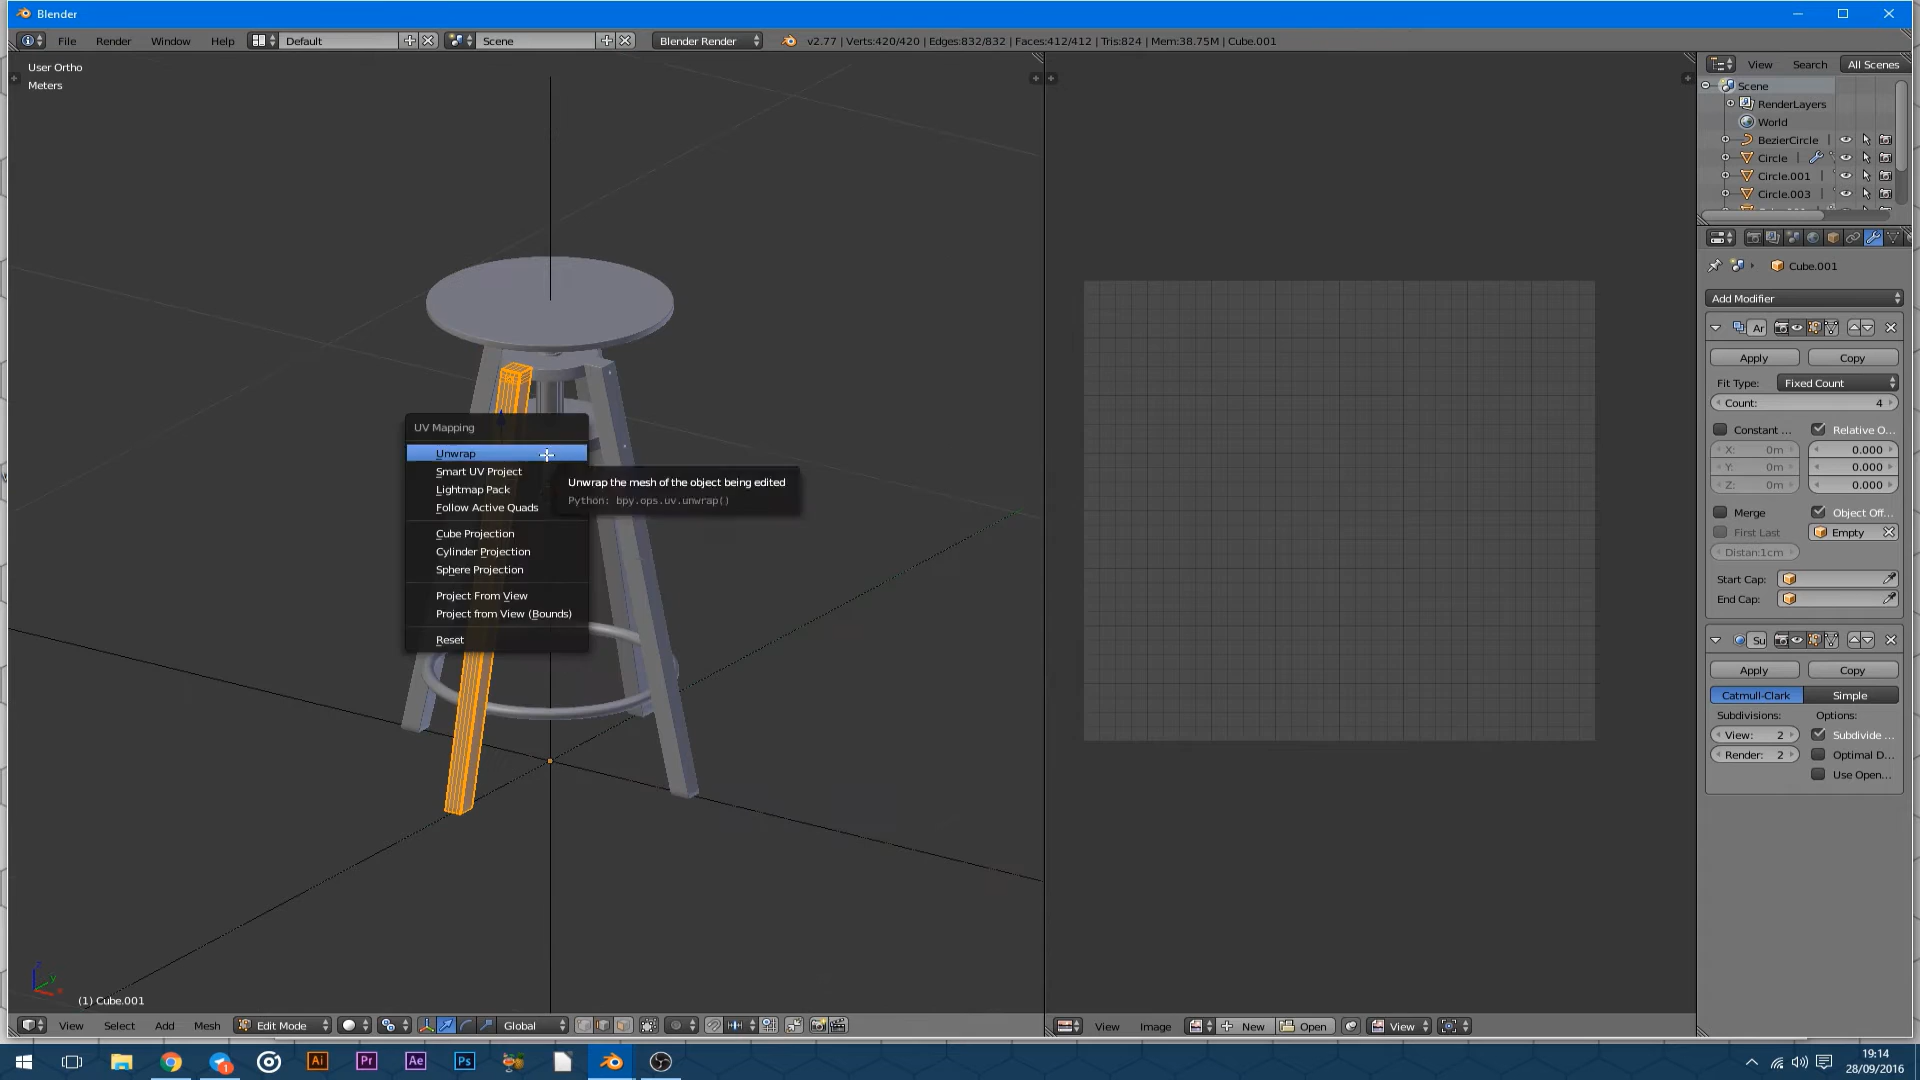 Blender
File Render Window Help Default Scene Blender Render v2.77 | Verts:420/420 | Edges:832/832 | Faces:412/412 | Tris:824 | Mem:38.75M | Cube.001
User Ortho
Meters
View Search All Scenes
Scene
RenderLayers
World
BezierCircle
Circle
Circle.001
Circle.003
Cube.001
Add Modifier
Ar
Apply Copy
Fit Type: Fixed Count
Count: 4
Constant ... Relative O...
X: 0m 0.000
Y: 0m 0.000
Z: 0m 0.000
Merge Object Off...
First Last Empty
Distan:1cm
Start Cap:
End Cap:
Su
Apply Copy
Catmull-Clark Simple
Subdivisions: Options:
View: 2 Subdivide ...
Render: 2 Optimal D...
Use Open...
UV Mapping
Unwrap
Smart UV Project
Lightmap Pack
Follow Active Quads
Cube Projection
Cylinder Projection
Sphere Projection
Project From View
Project from View (Bounds)
Reset
Unwrap the mesh of the object being edited
Python: bpy.ops.uv.unwrap()
(1) Cube.001
View Select Add Mesh Edit Mode Global
View Image New Open View
Ai Pr Ae Ps
19:14
28/09/2016